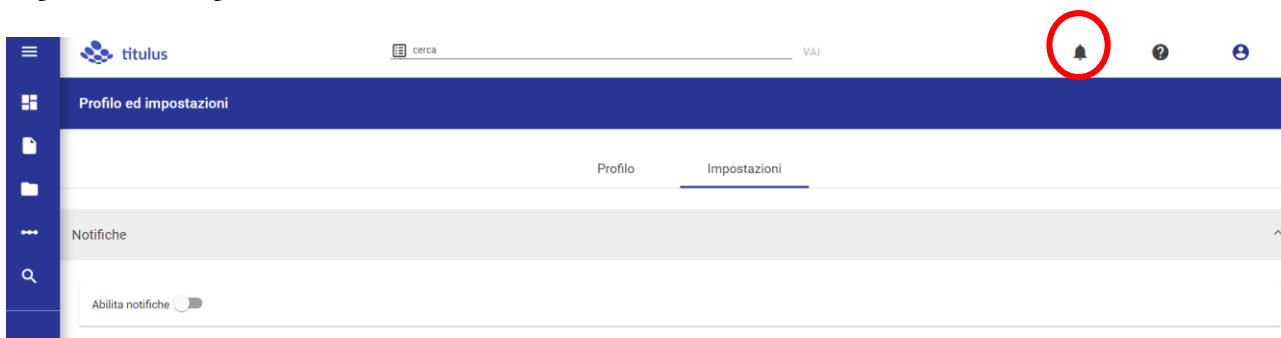 titulus
cerca
VAI
Profilo ed impostazioni
Profilo
Impostazioni
Notifiche
Abilita notifiche